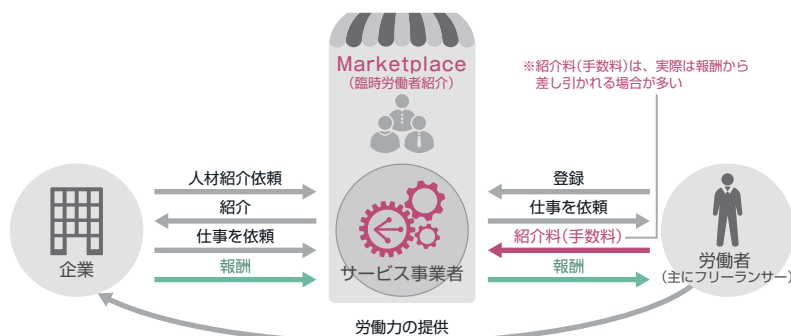 Marketplace
（臨時労働者紹介）
※紹介料（手数料）は、実際は報酬から
差し引かれる場合が多い
人材紹介依頼
紹介
仕事を依頼
報酬
企業
サービス事業者
登録
仕事を依頼
紹介料（手数料）
報酬
労働者
（主にフリーランサー）
労働力の提供